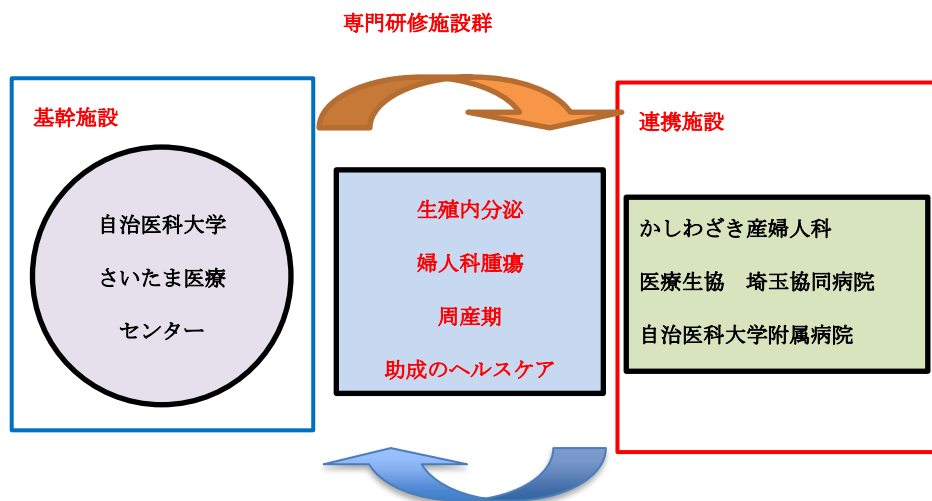 専門研修施設群
基幹施設
自治医科大学
さいたま医療
センター
生殖内分泌
婦人科腫瘍
周産期
助成のヘルスケア
連携施設
かしわざき産婦人科
医療生協　埼玉協同病院
自治医科大学附属病院